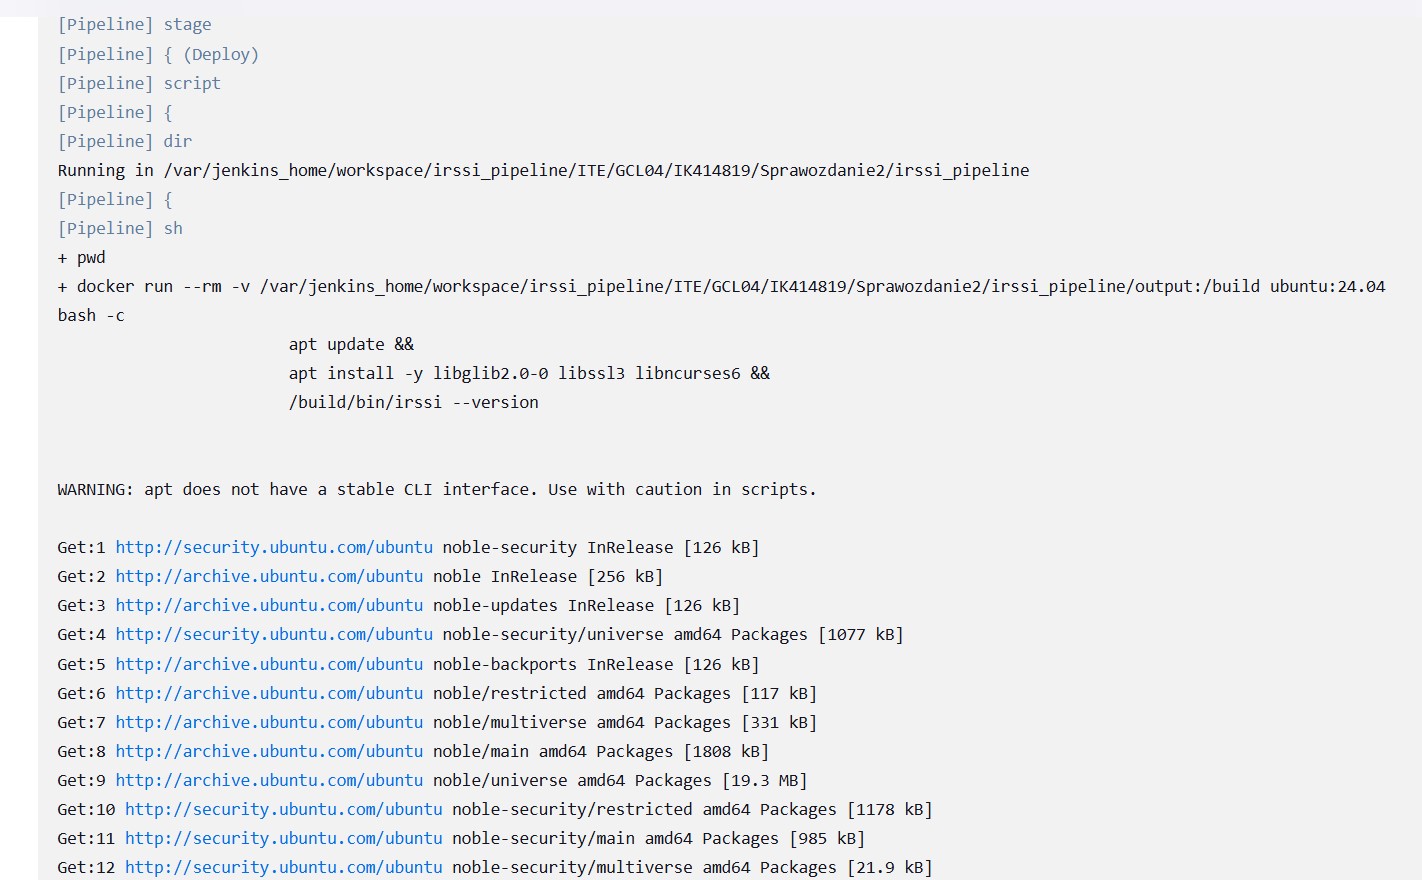 [Pipeline] stage
[Pipeline] { (Deploy)
[Pipeline] script
[Pipeline] {
[Pipeline] dir
Running in /var/jenkins_home/workspace/irssi_pipeline/ITE/GCL04/IK414819/Sprawozdanie2/irssi_pipeline
[Pipeline] {
[Pipeline] sh
+ pwd
+ docker run --rm -v /var/jenkins_home/workspace/irssi_pipeline/ITE/GCL04/IK414819/Sprawozdanie2/irssi_pipeline/output:/build ubuntu:24.04
bash -c
apt update &&
apt install -y libglib2.0-0 libssl3 libncurses6 &&
/build/bin/irssi --version
WARNING: apt does not have a stable CLI interface. Use with caution in scripts.
Get:1 http://security.ubuntu.com/ubuntu noble-security InRelease [126 kB]
Get:2 http://archive.ubuntu.com/ubuntu noble InRelease [256 kB]
Get:3 http://archive.ubuntu.com/ubuntu noble-updates InRelease [126 kB]
Get:4 http://security.ubuntu.com/ubuntu noble-security/universe amd64 Packages [1077 kB]
Get:5 http://archive.ubuntu.com/ubuntu noble-backports InRelease [126 kB]
Get:6 http://archive.ubuntu.com/ubuntu noble/restricted amd64 Packages [117 kB]
Get:7 http://archive.ubuntu.com/ubuntu noble/multiverse amd64 Packages [331 kB]
Get:8 http://archive.ubuntu.com/ubuntu noble/main amd64 Packages [1808 kB]
Get:9 http://archive.ubuntu.com/ubuntu noble/universe amd64 Packages [19.3 MB]
Get:10 http://security.ubuntu.com/ubuntu noble-security/restricted amd64 Packages [1178 kB]
Get:11 http://security.ubuntu.com/ubuntu noble-security/main amd64 Packages [985 kB]
Get:12 http://security.ubuntu.com/ubuntu noble-security/multiverse amd64 Packages [21.9 kB]